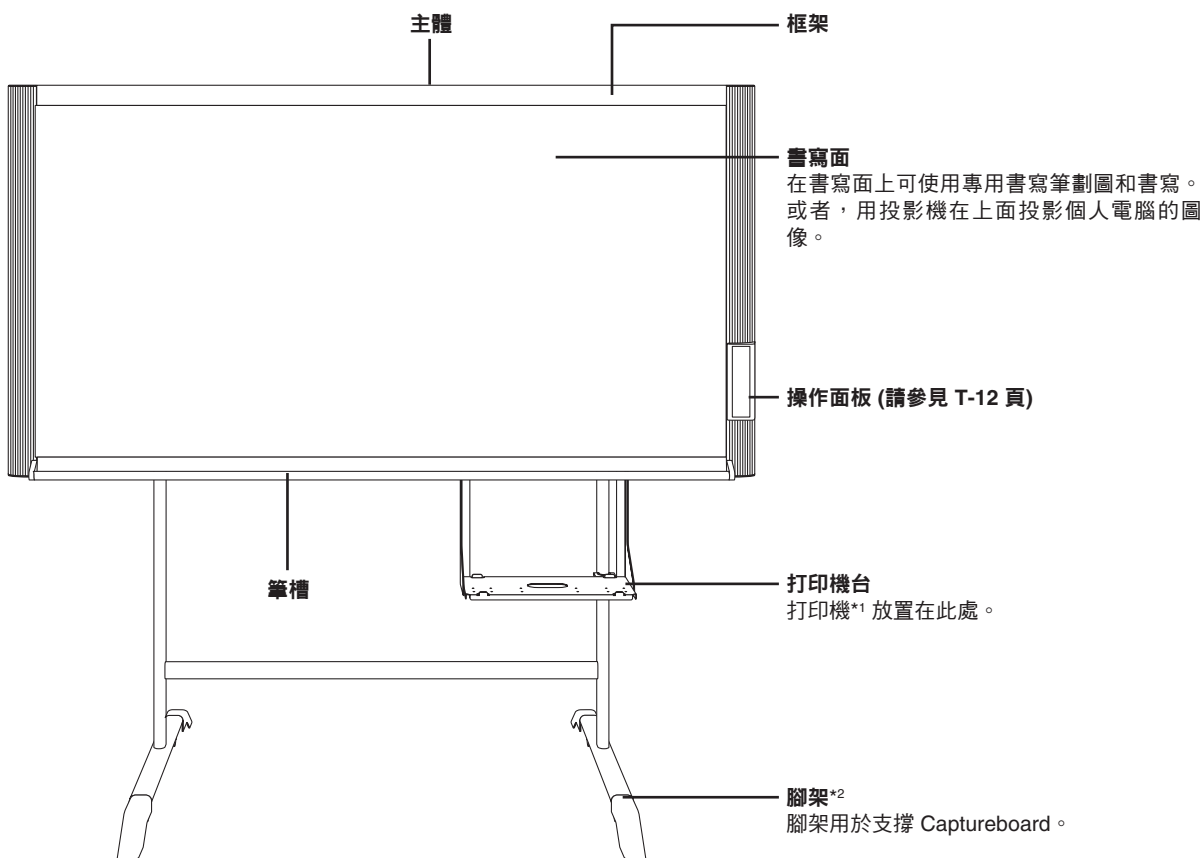 主體
框架
書寫面
在書寫面上可使用專用書寫筆劃圖和書寫。
或者，用投影機在上面投影個人電腦的圖
像。
操作面板 (請參見 T-12 頁)
筆槽
打印機台
打印機*1 放置在此處。
腳架*2
腳架用於支撐 Captureboard。